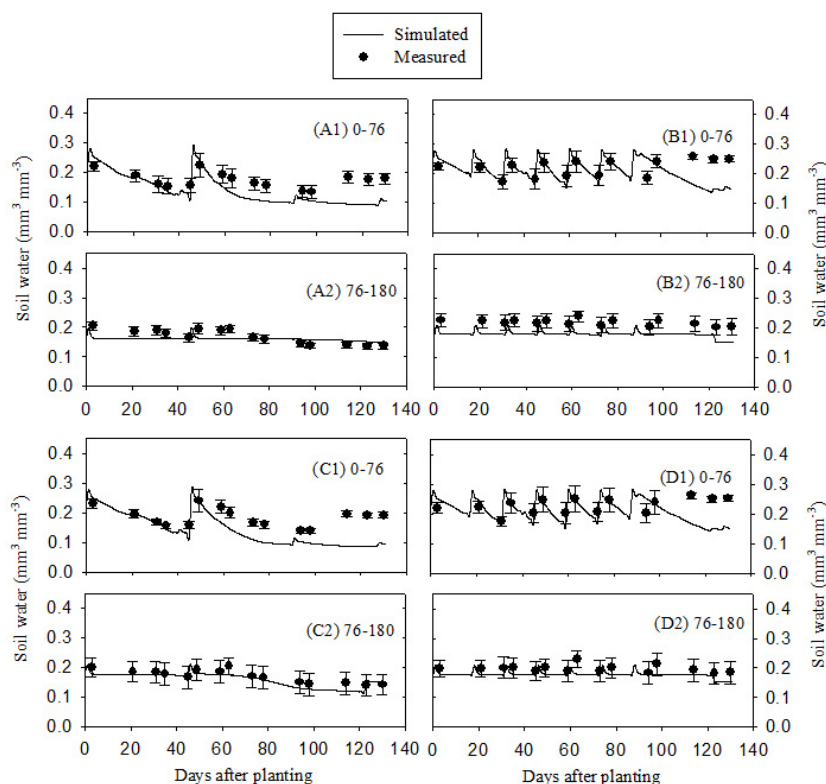 Simulated
Measured
0.4 (A1) 0-76 (B1) 0-76 0.4
0.3 0.3
0.2 0.2
0.1 0.1
0.0 0.0
0.4 (A2) 76-180 (B2) 76-180 0.4
0.3 0.3
0.2 0.2
0.1 0.1
0.0 0.0
0 20 40 60 80 100 120 140 0 20 40 60 80 100 120 140
Soil water (mm³ mm⁻³) Soil water (mm³ mm⁻³)
0.4 (C1) 0-76 (D1) 0-76 0.4
0.3 0.3
0.2 0.2
0.1 0.1
0.0 0.0
0.4 (C2) 76-180 (D2) 76-180 0.4
0.3 0.3
0.2 0.2
0.1 0.1
0.0 0.0
0 20 40 60 80 100 120 140 0 20 40 60 80 100 120 140
Soil water (mm³ mm⁻³) Soil water (mm³ mm⁻³)
Days after planting Days after planting